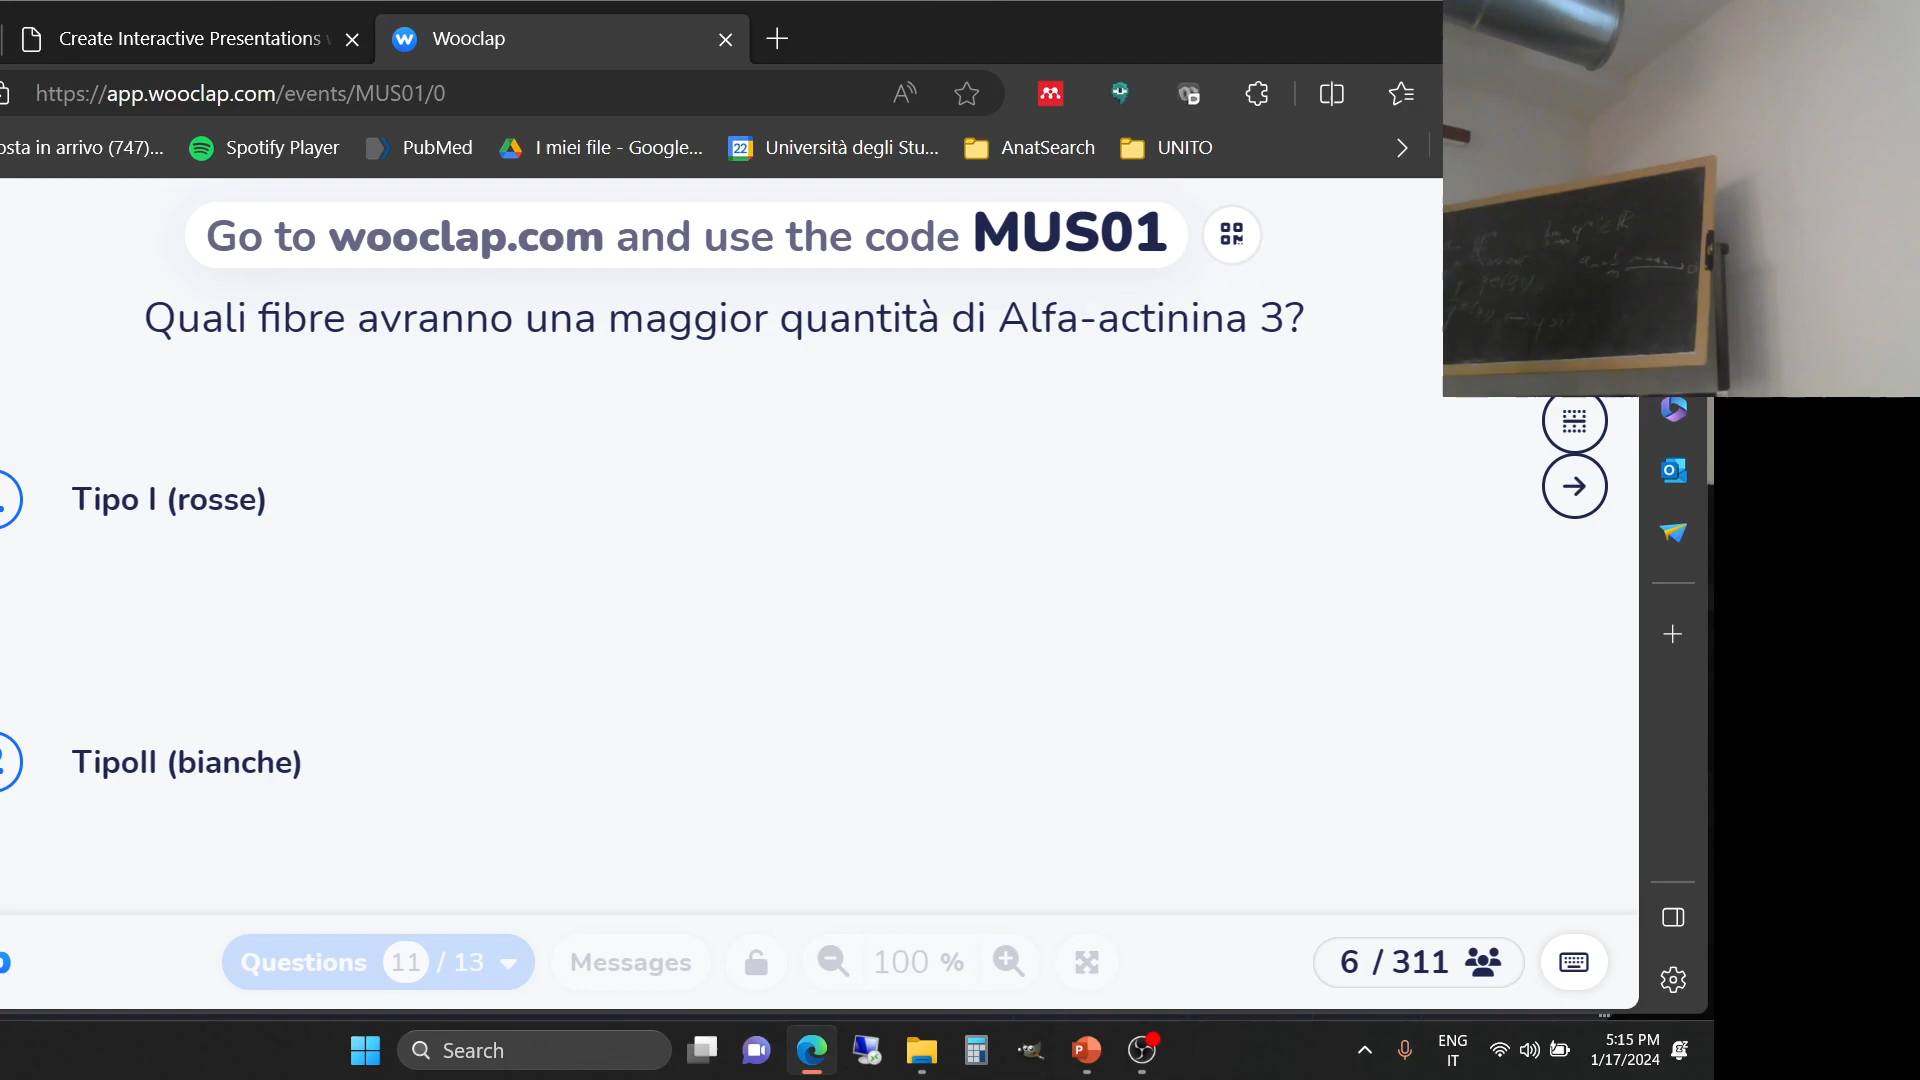 Create Interactive Presentations
Wooclap
https://app.wooclap.com/events/MUS01/0
osta in arrivo (747)...
Spotify Player
PubMed
I miei file - Google...
22
Università degli Stu...
AnatSearch
UNITO
Go to wooclap.com and use the code MUS01
Quali fibre avranno una maggior quantità di Alfa-actinina 3?
Tipo I (rosse)
TipoII (bianche)
Questions 11 / 13
Messages
100 %
6 / 311
Search
ENG
IT
5:15 PM
1/17/2024